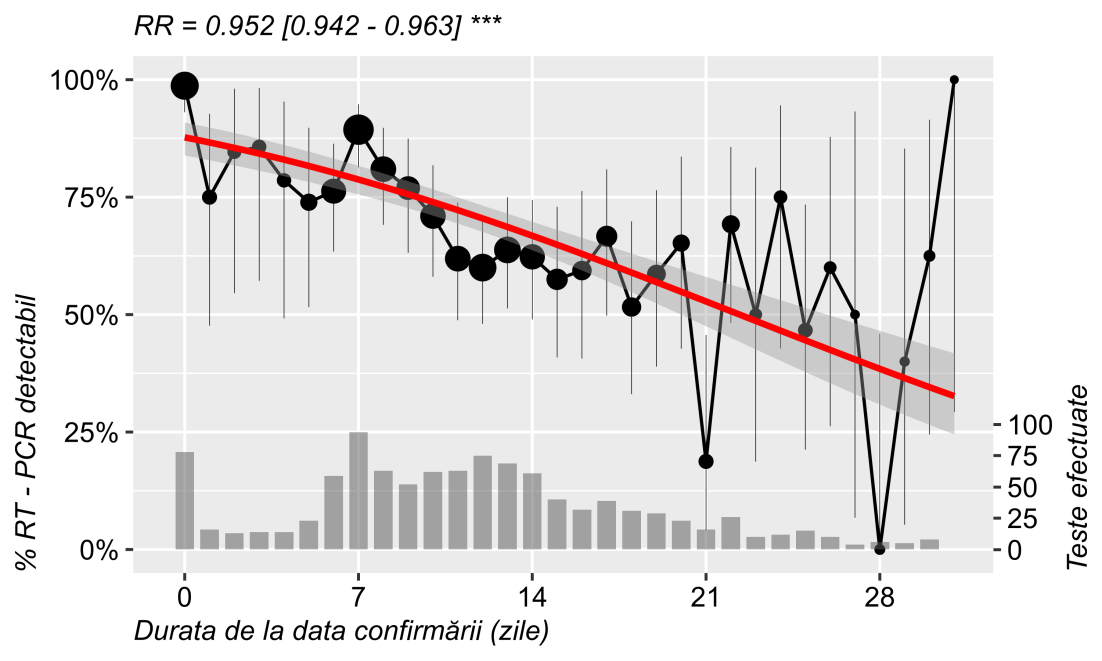 RR = 0.952 [0.942 - 0.963] ***
100%
75%
50%
25%
0%
% RT - PCR detectabil
100
75
50
25
0
Teste efectuate
0 7 14 21 28
Durata de la data confirmării (zile)